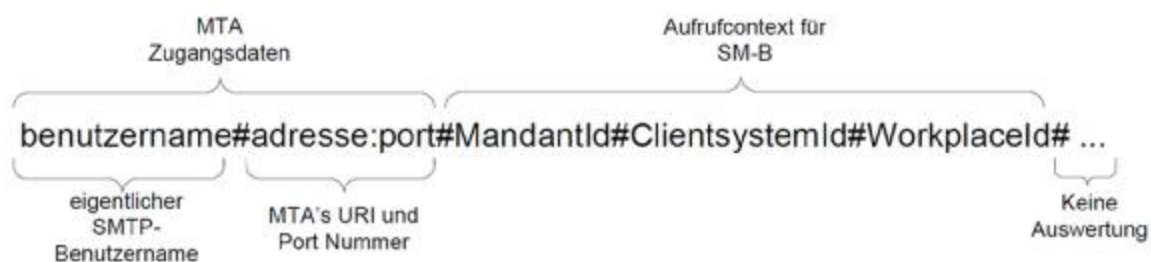 MTA
Zugangsdaten
Aufrufcontext für
SM-B
benutzername#adresse:port#MandantId#ClientsystemId#WorkplaceId# ...
eigentlicher
SMTP-
Benutzername
MTA's URI und
Port Nummer
Keine
Auswertung